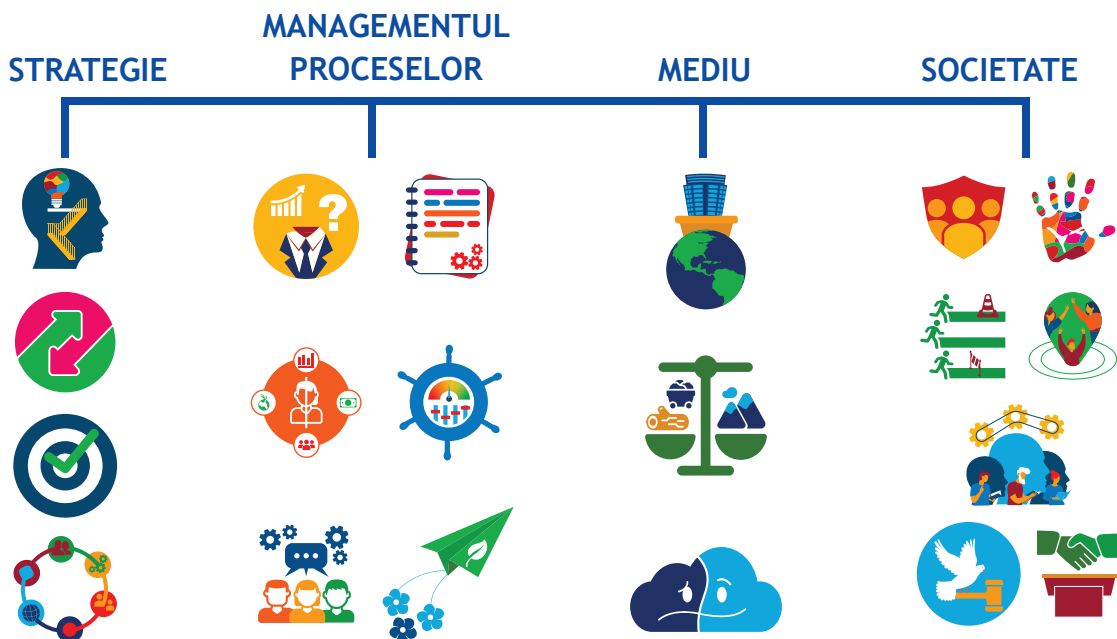 STRATEGIE
MANAGEMENTUL
PROCESELOR
MEDIU
SOCIETATE
?